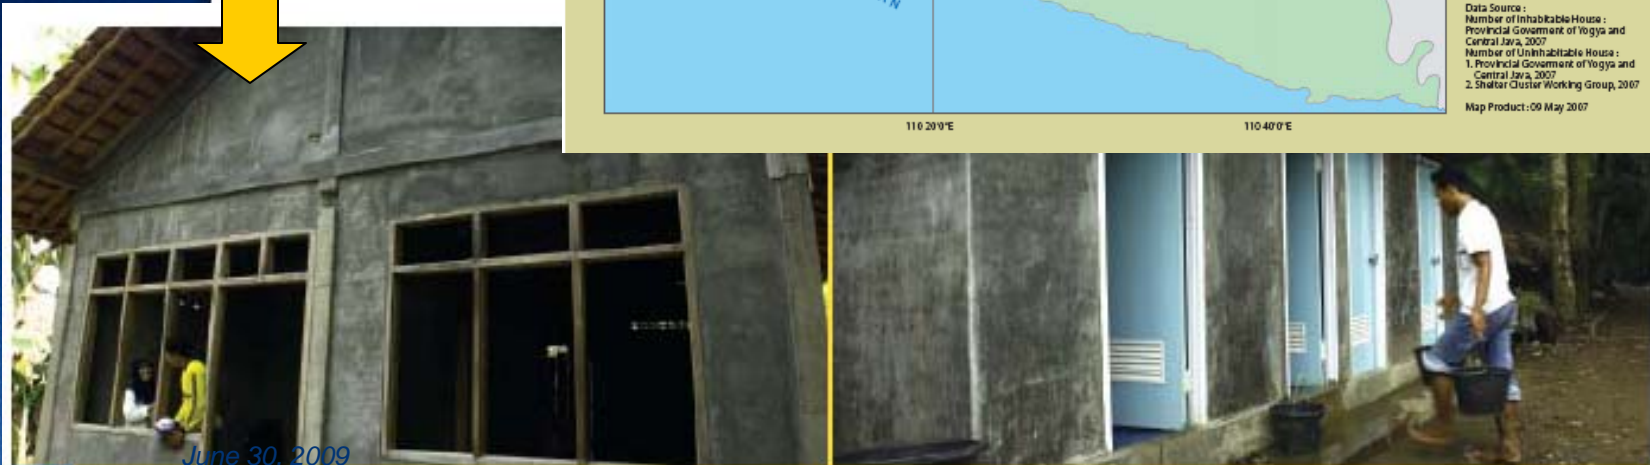 Data Source :
Number of Inhabitable House :
Provincial Goverment of Yogya and
Central Java, 2007
Number of Uninhabitable House :
1. Provincial Goverment of Yogya and
Central Java, 2007
2. Shelter Cluster Working Group, 2007
Map Product : 09 May 2007
110 20'0"E
110 40'0"E
June 30, 2009